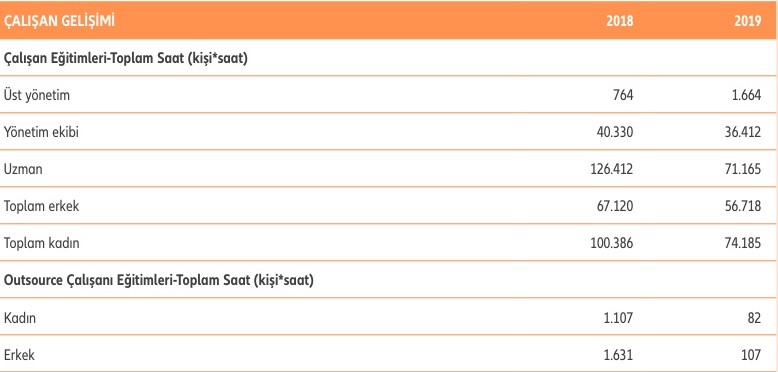 ÇALIŞAN GELİŞİMİ 2018 2019
Çalışan Eğitimleri-Toplam Saat (kişi*saat)
Üst yönetim 764 1.664
Yönetim ekibi 40.330 36.412
Uzman 126.412 71.165
Toplam erkek 67.120 56.718
Toplam kadın 100.386 74.185
Outsource Çalışanı Eğitimleri-Toplam Saat (kişi*saat)
Kadın 1.107 82
Erkek 1.631 107